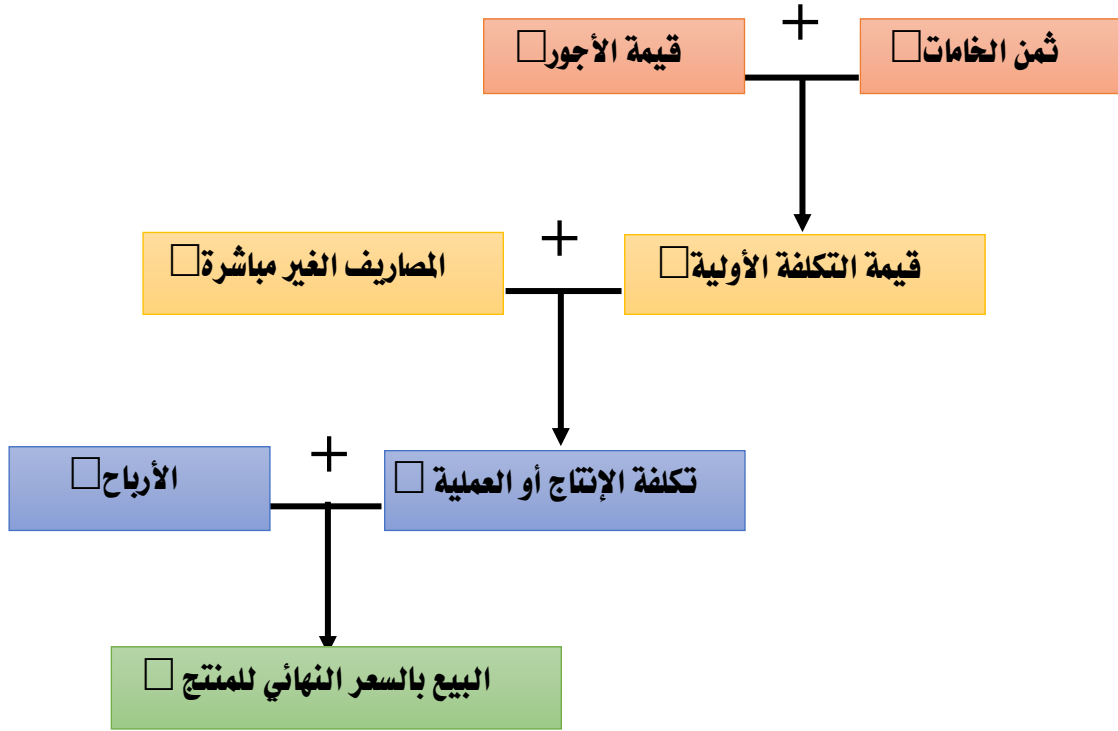 +
ثمن الخامات□
قيمة الأجور□
+
قيمة التكلفة الأولية□
المصاريف الغير مباشرة□
+
تكلفة الإنتاج أو العملية □
الأرباح□
البيع بالسعر النهائي للمنتج □